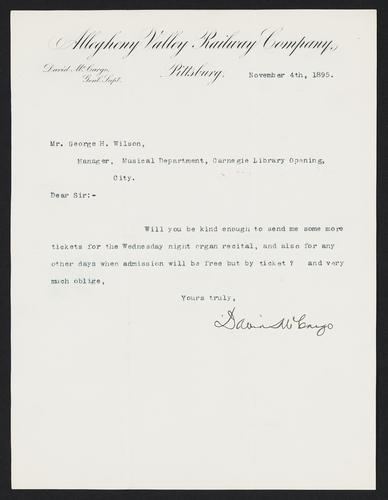 Allegheny Valley Railway Company,
David McCargo,
Genl. Supt.
Pittsburg,
November 4th, 1895.
Mr. George H. Wilson,
Manager, Musical Department, Carnegie Library Opening,
City.
Dear Sir:-
Will you be kind enough to send me some more
tickets for the Wednesday night organ recital, and also for any
other days when admission will be free but by ticket ? and very
much oblige,
Yours truly,
David McCargo